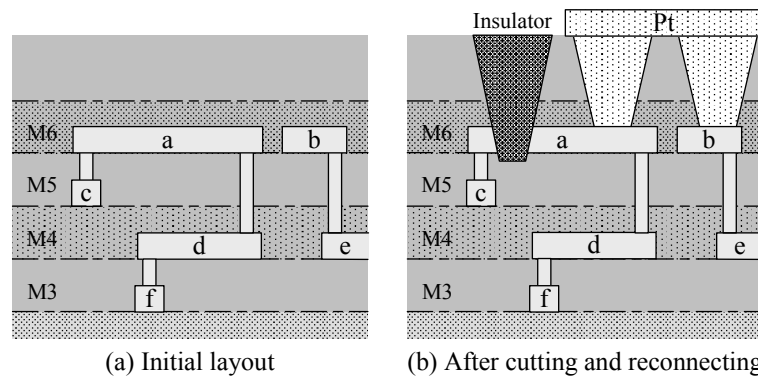 Insulator
Pt
M6
a
b
M5
c
M4
d
e
M3
f
(a) Initial layout
M6
a
b
M5
c
M4
d
e
M3
f
(b) After cutting and reconnecting